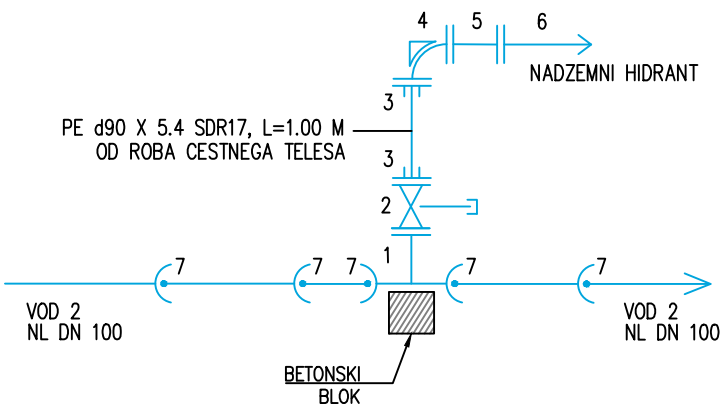 4 5 6
NADZEMNI HIDRANT
3
PE d90 X 5.4 SDR17, L=1.00 M
OD ROBA CESTNEGA TELESA
3
2
1
7 7 7 7 7
VOD 2
NL DN 100
VOD 2
NL DN 100
BETONSKI
BLOK